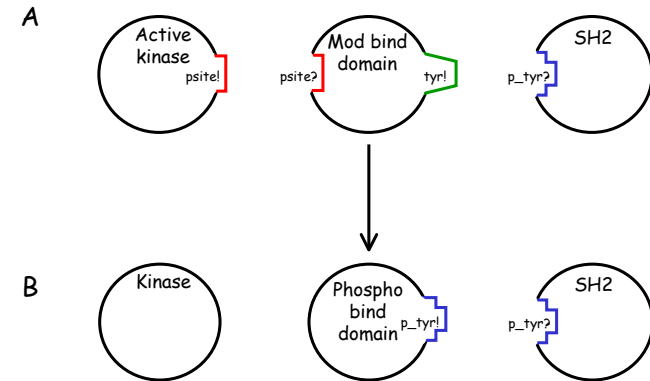 A
Active
kinase
psite!
Mod bind
domain
psite?
tyr!
SH2
p_tyr?
B
Kinase
Phospho
bind
domain
p_tyr!
SH2
p_tyr?